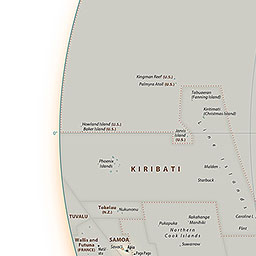 Kingman Reef (U.S.)
Palmyra Atoll (U.S.)
Tabuaeran
(Fanning Island)
Kiritimati
(Christmas Island)
Howland Island (U.S.)
Baker Island (U.S.)
0°
Jarvis
Island
(U.S.)
Phoenix
Islands
KIRIBATI
Malden
Starbuck
Tokelau
(N.Z.)
Nukunonu
TUVALU
Rakahanga
Manihiki
Pukapuka
Caroline I.
Northern
Cook Islands
Flint
Wallis and
Futuna
(FRANCE)
SAMOA
Savai'i
Apia
Suwarrow
Pago Pago